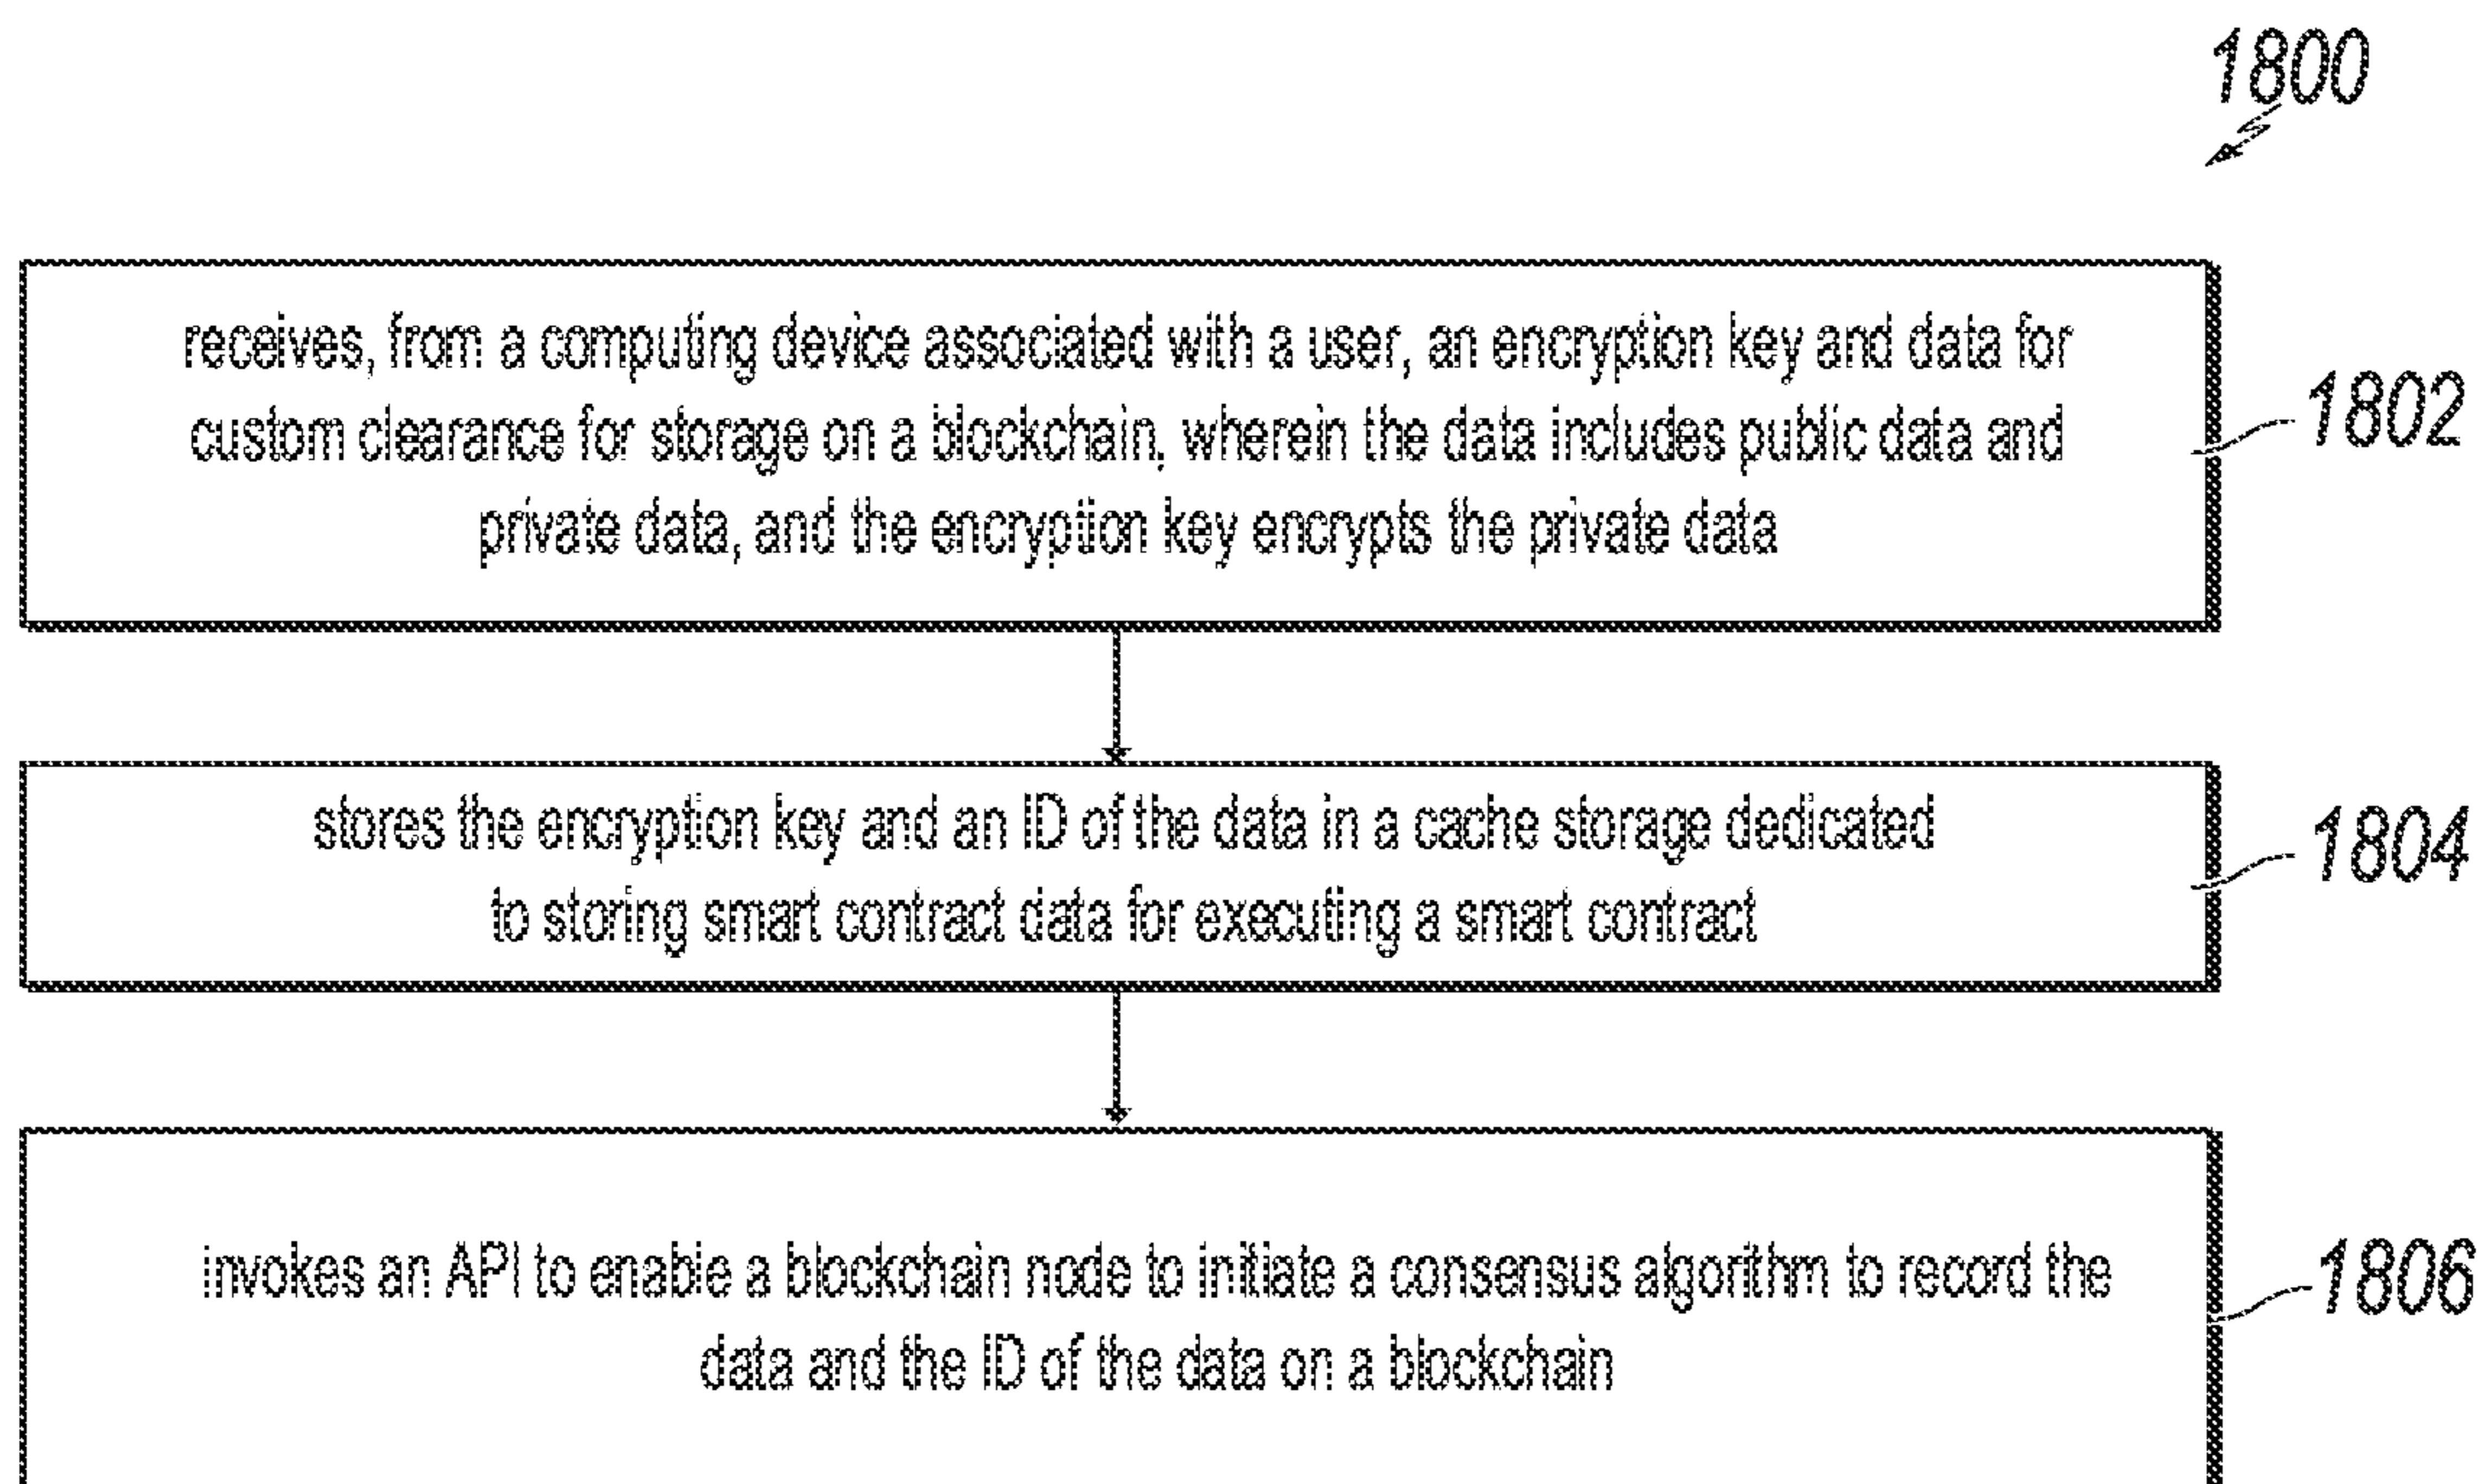 1800
receives, from a computing device associated with a user, an encryption key and data for
custom clearance for storage on a blockchain, wherein the data includes public data and
private data, and the encryption key encrypts the private data
1802
stores the encryption key and an ID of the data in a cache storage dedicated
to storing smart contract data for executing a smart contract
1804
invokes an API to enable a blockchain node to initiate a consensus algorithm to record the
data and the ID of the data on a blockchain
1806